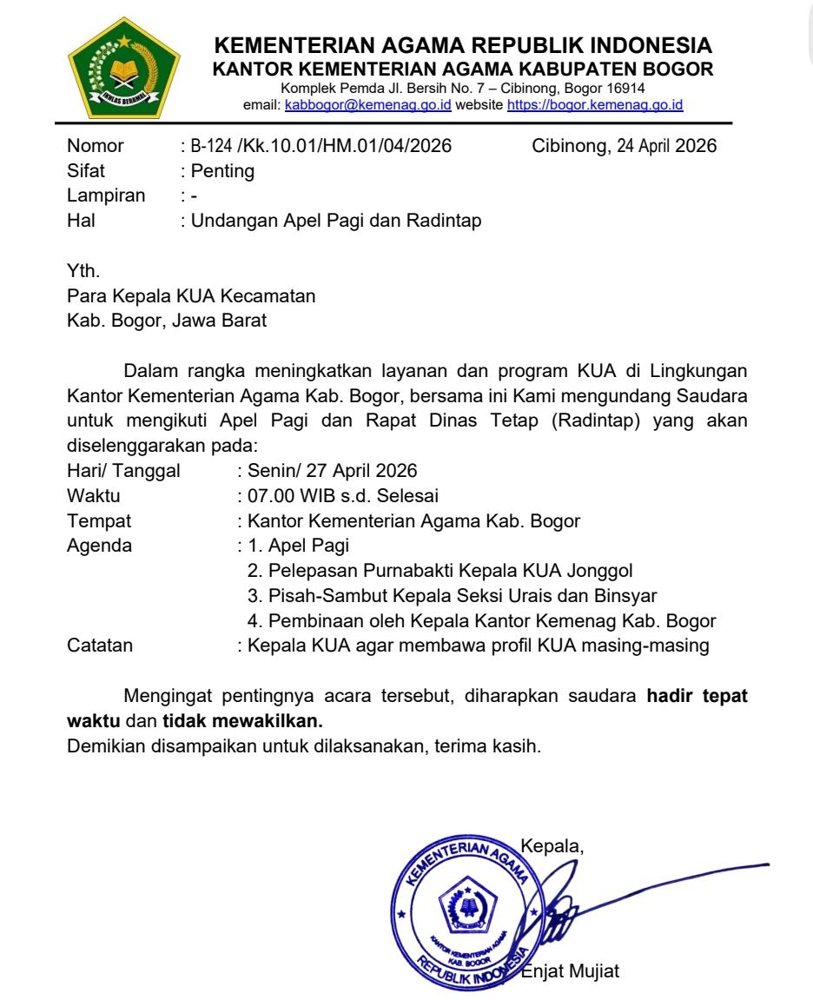 IKHLAS BERAMAL
KEMENTERIAN AGAMA REPUBLIK INDONESIA
KANTOR KEMENTERIAN AGAMA KABUPATEN BOGOR
Komplek Pemda Jl. Bersih No. 7 – Cibinong, Bogor 16914
email: kabbogor@kemenag.go.id website https://bogor.kemenag.go.id
Nomor : B-124 /Kk.10.01/HM.01/04/2026 Cibinong, 24 April 2026
Sifat : Penting
Lampiran : -
Hal : Undangan Apel Pagi dan Radintap
Yth.
Para Kepala KUA Kecamatan
Kab. Bogor, Jawa Barat
Dalam rangka meningkatkan layanan dan program KUA di Lingkungan
Kantor Kementerian Agama Kab. Bogor, bersama ini Kami mengundang Saudara
untuk mengikuti Apel Pagi dan Rapat Dinas Tetap (Radintap) yang akan
diselenggarakan pada:
Hari/ Tanggal : Senin/ 27 April 2026
Waktu : 07.00 WIB s.d. Selesai
Tempat : Kantor Kementerian Agama Kab. Bogor
Agenda : 1. Apel Pagi
2. Pelepasan Purnabakti Kepala KUA Jonggol
3. Pisah-Sambut Kepala Seksi Urais dan Binsyar
4. Pembinaan oleh Kepala Kantor Kemenag Kab. Bogor
Catatan : Kepala KUA agar membawa profil KUA masing-masing
Mengingat pentingnya acara tersebut, diharapkan saudara hadir tepat
waktu dan tidak mewakilkan.
Demikian disampaikan untuk dilaksanakan, terima kasih.
Kepala,
KEMENTERIAN AGAMA
KANTOR KEMENTERIAN AGAMA
KAB. BOGOR
REPUBLIK INDONESIA
Enjat Mujiat